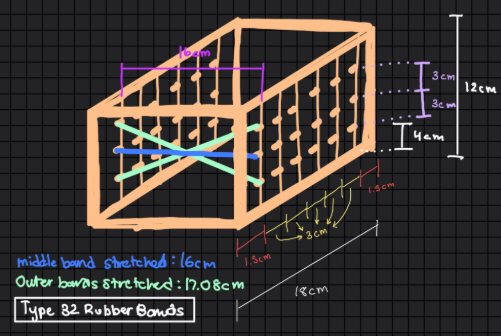 16cm
3cm
3cm
12cm
4cm
1.5cm
3cm
1.5cm
18cm
middle band stretched : 16cm
Outer bands stretched : 17.08cm
Type 32 Rubber Bands